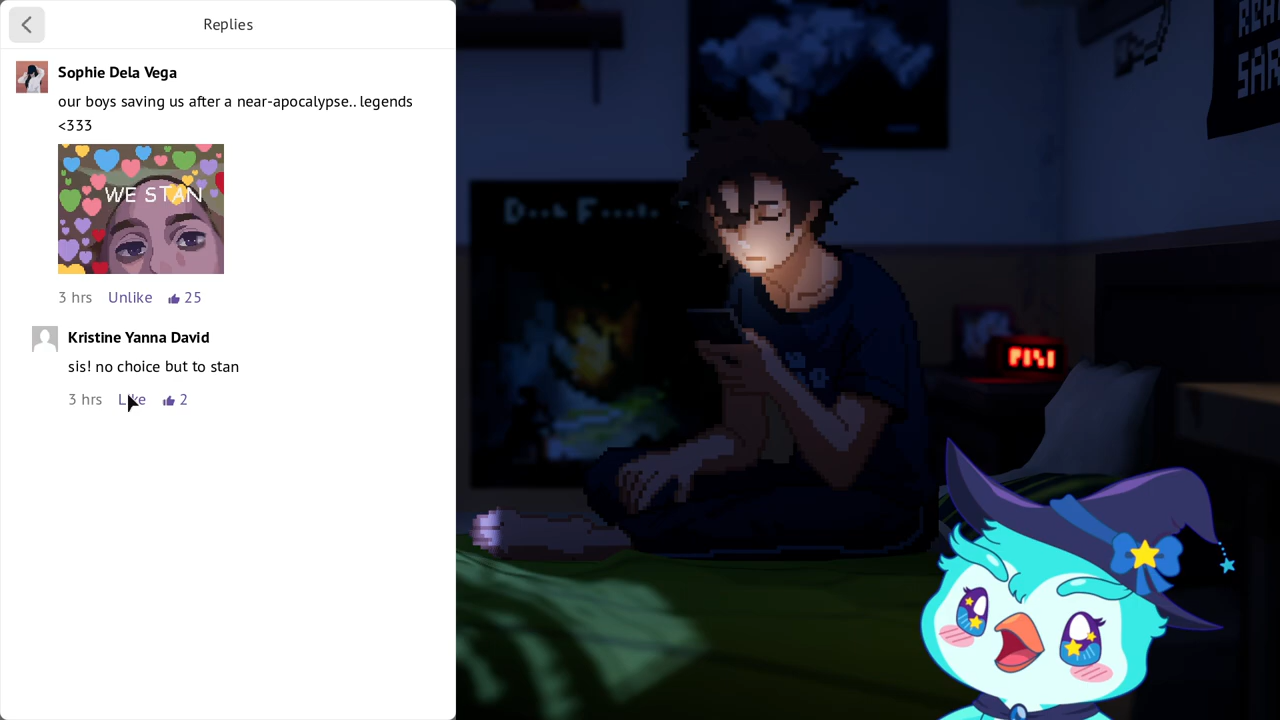 Replies
Sophie Dela Vega
our boys saving us after a near-apocalypse.. legends
<333
WE STAN
3 hrs Unlike 25
Kristine Yanna David
sis! no choice but to stan
3 hrs Like 2